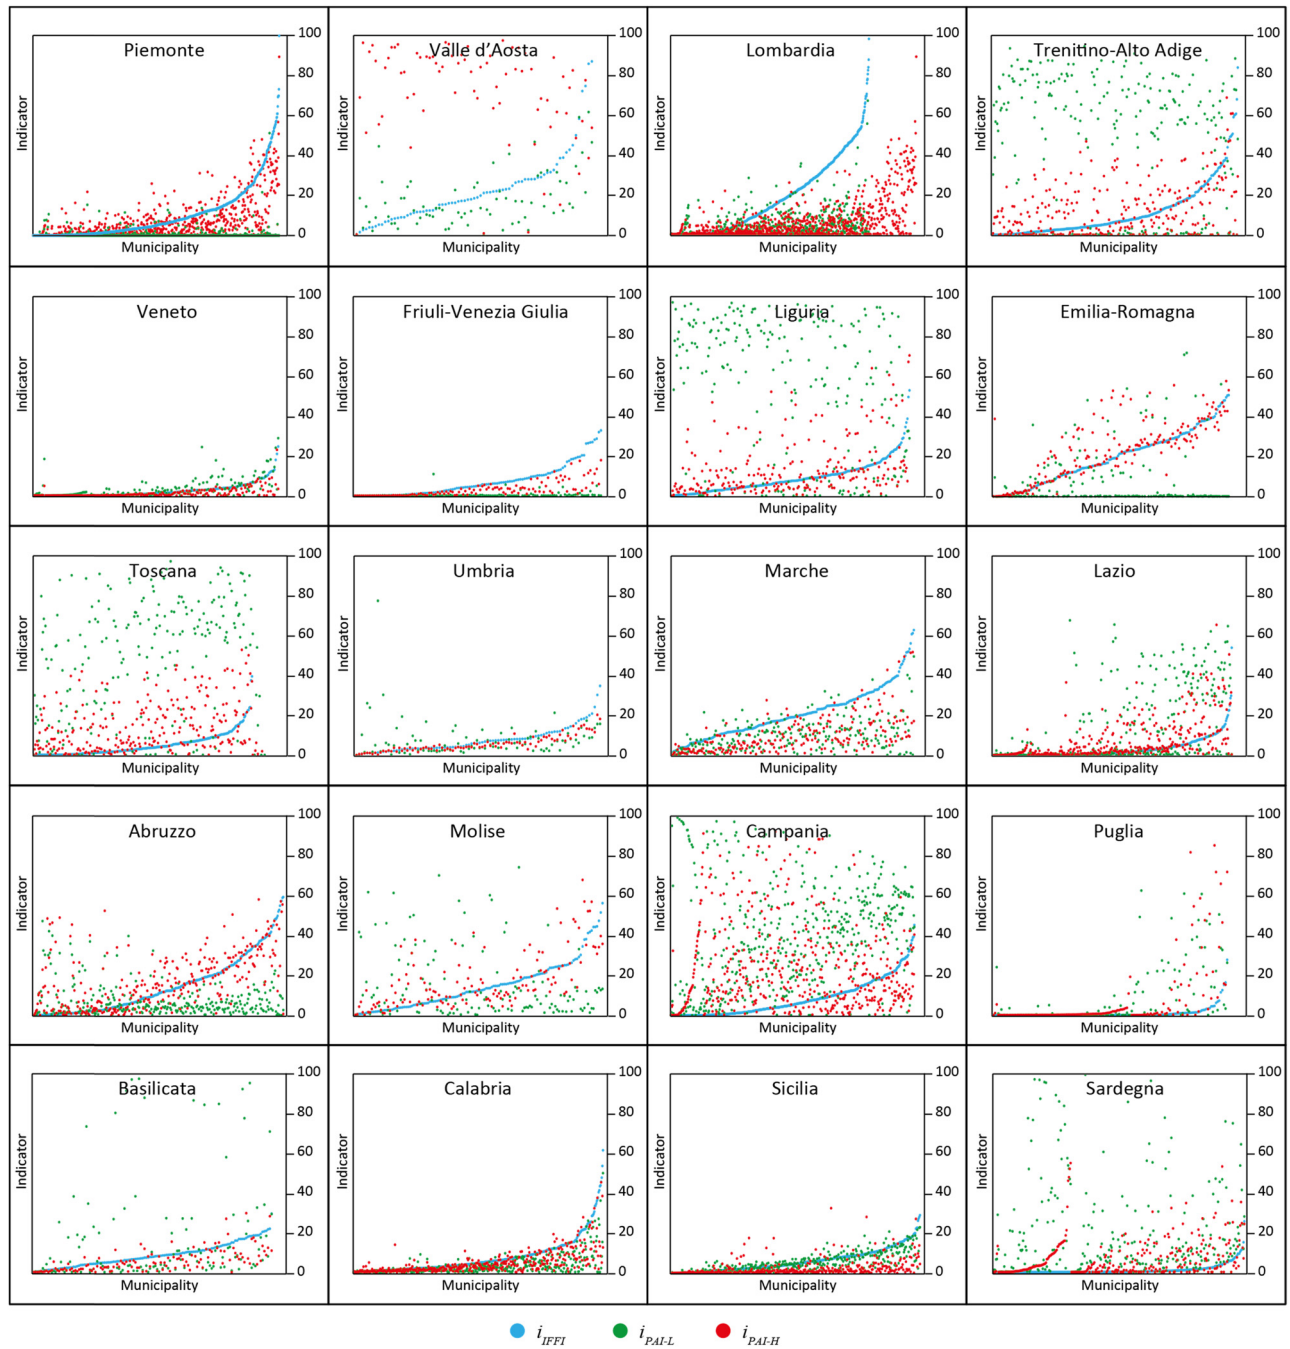 Piemonte
Indicator
100
80
60
40
20
0
Municipality
Valle d'Aosta
Indicator
100
80
60
40
20
0
Municipality
Lombardia
Indicator
100
80
60
40
20
0
Municipality
Trenitino-Alto Adige
Indicator
100
80
60
40
20
0
Municipality
Veneto
Indicator
100
80
60
40
20
0
Municipality
Friuli-Venezia Giulia
Indicator
100
80
60
40
20
0
Municipality
Liguria
Indicator
100
80
60
40
20
0
Municipality
Emilia-Romagna
Indicator
100
80
60
40
20
0
Municipality
Toscana
Indicator
100
80
60
40
20
0
Municipality
Umbria
Indicator
100
80
60
40
20
0
Municipality
Marche
Indicator
100
80
60
40
20
0
Municipality
Lazio
Indicator
100
80
60
40
20
0
Municipality
Abruzzo
Indicator
100
80
60
40
20
0
Municipality
Molise
Indicator
100
80
60
40
20
0
Municipality
Campania
Indicator
100
80
60
40
20
0
Municipality
Puglia
Indicator
100
80
60
40
20
0
Municipality
Basilicata
Indicator
100
80
60
40
20
0
Municipality
Calabria
Indicator
100
80
60
40
20
0
Municipality
Sicilia
Indicator
100
80
60
40
20
0
Municipality
Sardegna
Indicator
100
80
60
40
20
0
Municipality
i IFFI i PAI-L i PAI-H